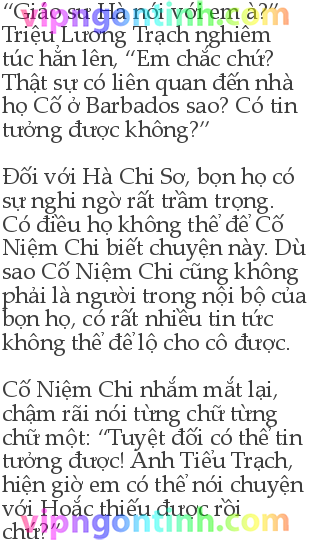 “Giáo sư Hà nói với em à?”
vipngontinh.com
Triệu Lương Trạch nghiêm
túc hẳn lên, “Em chắc chứ?
Thật sự có liên quan đến nhà
họ Cố ở Barbados sao? Có tin
tưởng được không?”
Đối với Hà Chi Sơ, bọn họ có
sự nghi ngờ rất trầm trọng.
Có điều họ không thể để Cố
Niệm Chi biết chuyện này. Dù
sao Cố Niệm Chi cũng không
phải là người trong nội bộ của
bọn họ, có rất nhiều tin tức
không thể để lộ cho cô được.
Cố Niệm Chi nhắm mắt lại,
chậm rãi nói từng chữ từng
chữ một: “Tuyệt đối có thể tin
tưởng được! Anh Tiểu Trạch,
hiện giờ em có thể nói chuyện
với Hoắc thiếu được rồi
chứ?”
vipngontinh.com